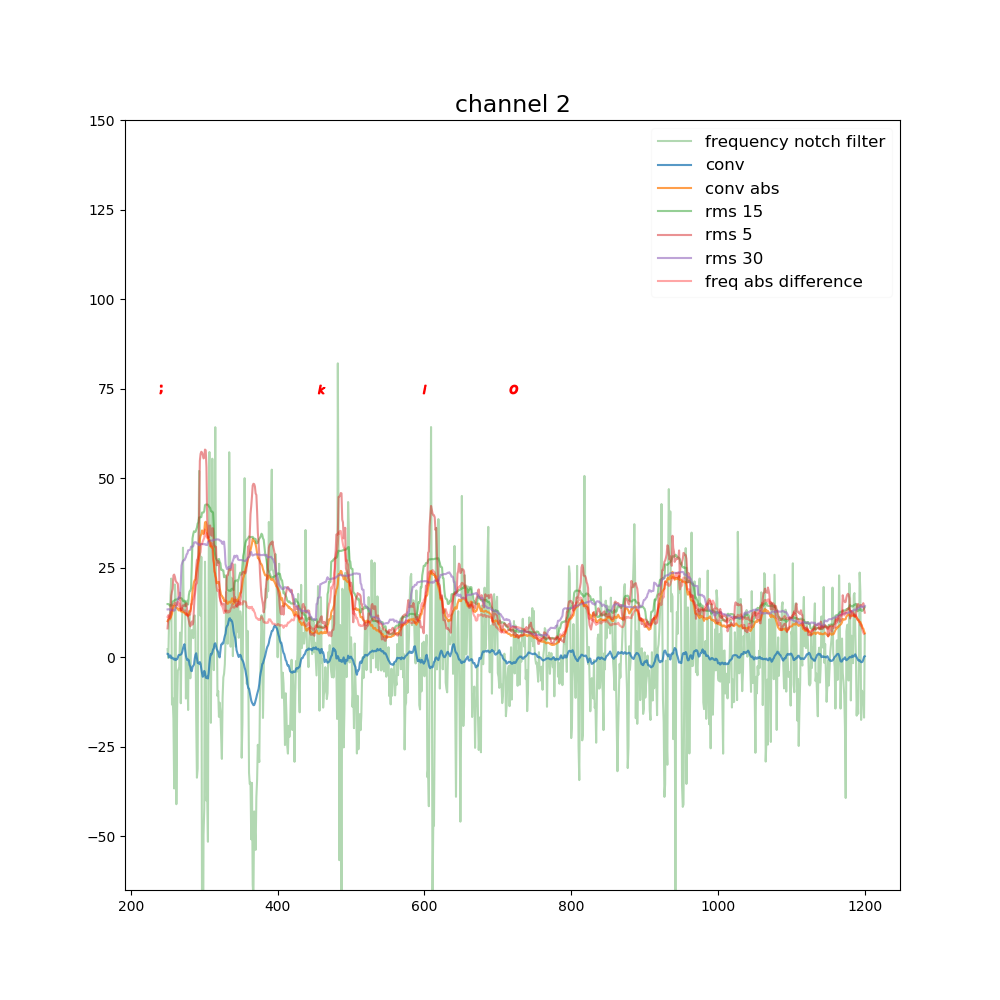 channel 2
150
125
100
75
50
25
0
−25
−50
frequency notch filter
conv
conv abs
rms 15
rms 5
rms 30
freq abs difference
; k l o
200 400 600 800 1000 1200